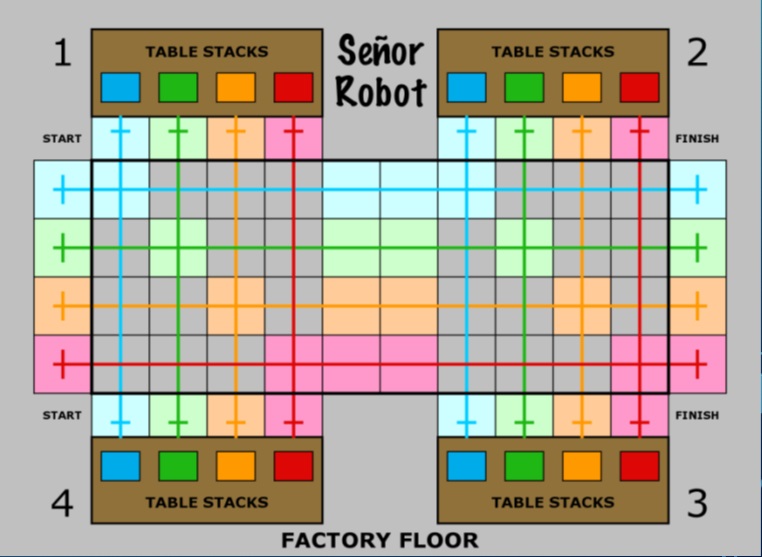 1
TABLE STACKS
Señor
Robot
TABLE STACKS
2
START
FINISH
START
FINISH
4
TABLE STACKS
TABLE STACKS
3
FACTORY FLOOR